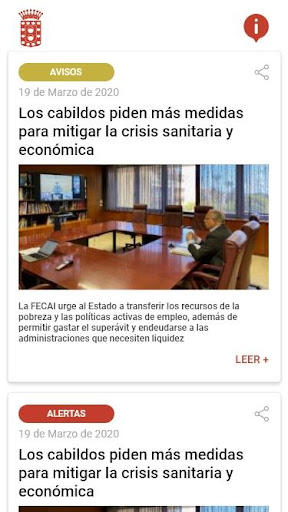 AVISOS
19 de Marzo de 2020
Los cabildos piden más medidas
para mitigar la crisis sanitaria y
económica
La FECAI urge al Estado a transferir los recursos de la
pobreza y las políticas activas de empleo, además de
permitir gastar el superávit y endeudarse a las
administraciones que necesiten liquidez
LEER +
ALERTAS
19 de Marzo de 2020
Los cabildos piden más medidas
para mitigar la crisis sanitaria y
económica